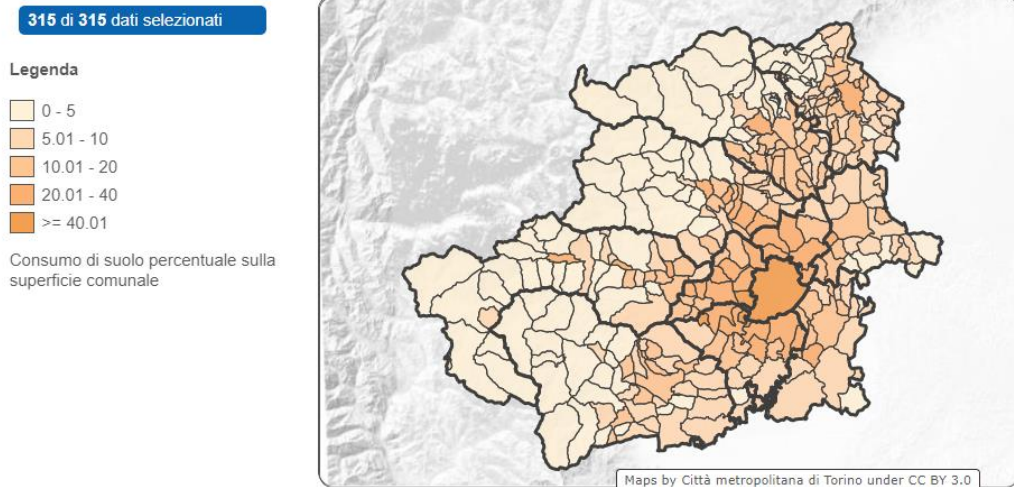 315 di 315 dati selezionati
Legenda
0 - 5
5.01 - 10
10.01 - 20
20.01 - 40
>= 40.01
Consumo di suolo percentuale sulla
superficie comunale
Maps by Città metropolitana di Torino under CC BY 3.0